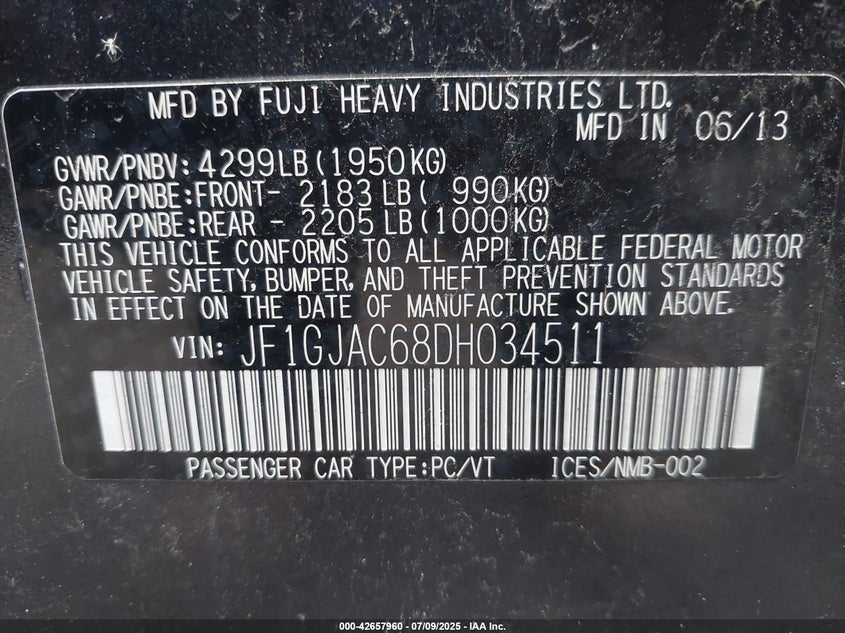 MFD BY FUJI HEAVY INDUSTRIES LTD.
MFD IN 06/13
GVWR/PNBV: 4299LB (1950KG)
GAWR/PNBE: FRONT- 2183 LB ( 990KG)
GAWR/PNBE: REAR - 2205 LB (1000KG)
THIS VEHICLE CONFORMS TO ALL APPLICABLE FEDERAL MOTOR
VEHICLE SAFETY, BUMPER, AND THEFT PREVENTION STANDARDS
IN EFFECT ON THE DATE OF MANUFACTURE SHOWN ABOVE.
VIN: JF1GJAC68DH034511
PASSENGER CAR TYPE:PC/VT ICES/NMB-002
000-42657960 - 07/09/2025 - IAA Inc.